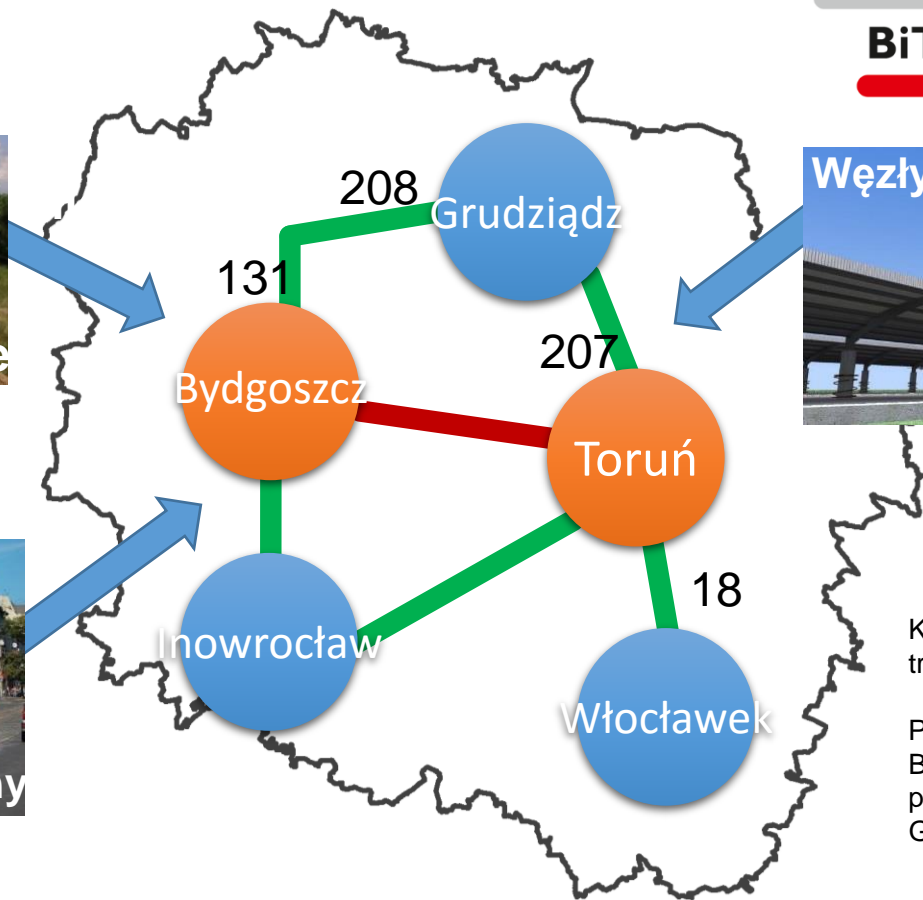 BiT
Węzły
208
Grudziądz
131
207
Bydgoszcz
Toruń
18
Inowrocław
Włocławek